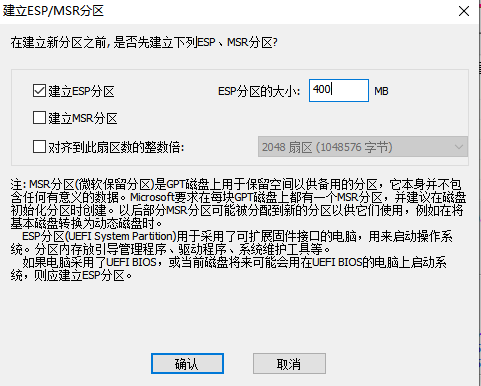 建立ESP/MSR分区
在建立新分区之前, 是否先建立下列ESP、MSR分区?
建立ESP分区 ESP分区的大小: 400 MB
建立MSR分区
对齐到此扇区数的整数倍: 2048 扇区 (1048576 字节)
注: MSR分区(微软保留分区)是GPT磁盘上用于保留空间以供备用的分区，它本身并不包
含任何有意义的数据。Microsoft要求在每块GPT磁盘上都有一个MSR分区，并建议在磁盘
初始化分区时创建。以后部分MSR分区可能被分配到新的分区以供它们使用，例如在将
基本磁盘转换为动态磁盘时。
ESP分区(UEFI System Partition)用于采用了可扩展固件接口的电脑，用来启动操作系
统。分区内存放引导管理程序、驱动程序、系统维护工具等。
如果电脑采用了UEFI BIOS，或当前磁盘将来可能会用在UEFI BIOS的电脑上启动系
统，则应建立ESP分区。
确认 取消